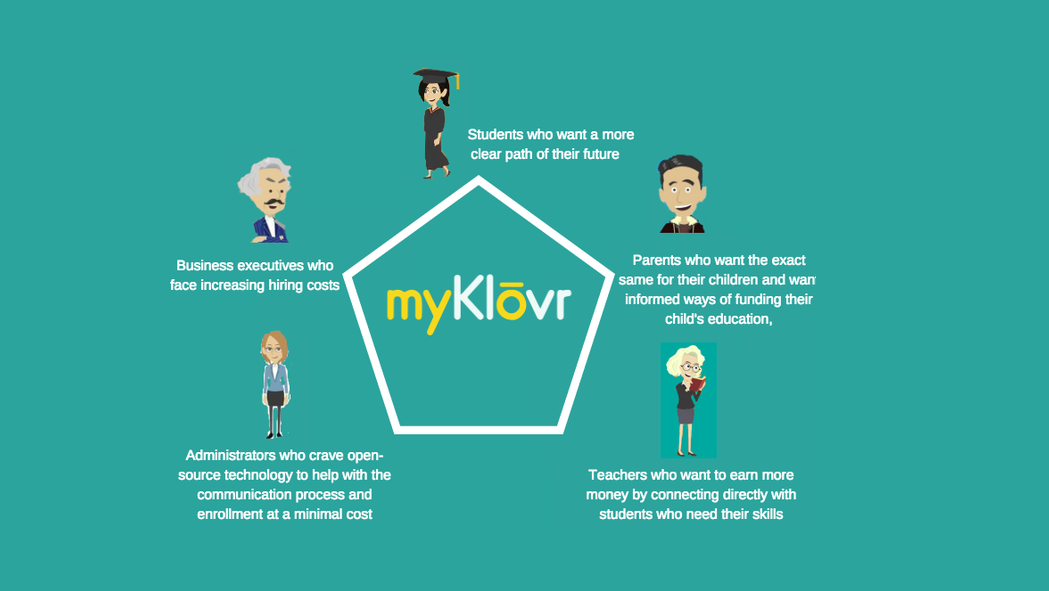 Students who want a more
clear path of their future
Business executives who
face increasing hiring costs
Parents who want the exact
same for their children and wan
informed ways of funding their
child's education,
myKlōvr
Administrators who crave open-
source technology to help with the
communication process and
enrollment at a minimal cost
Teachers who want to earn more
money by connecting directly with
students who need their skills